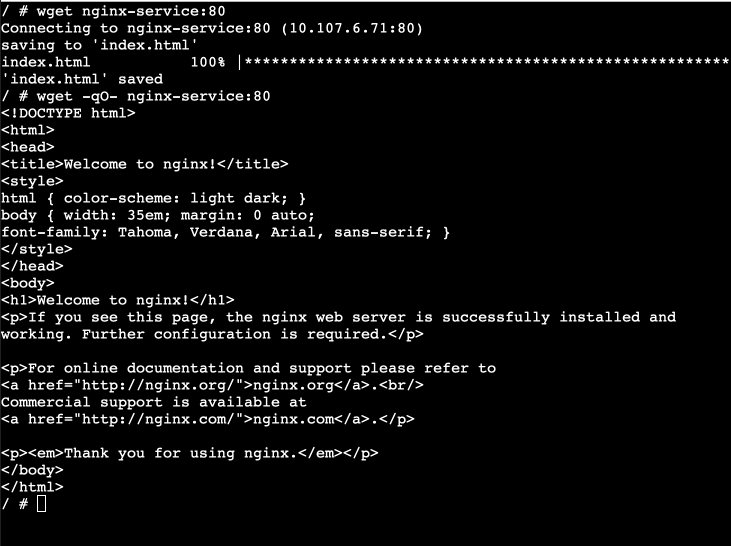 / # wget nginx-service:80
Connecting to nginx-service:80 (10.107.6.71:80)
saving to 'index.html'
index.html           100% |******************************************************
'index.html' saved
/ # wget -qO- nginx-service:80
<!DOCTYPE html>
<html>
<head>
<title>Welcome to nginx!</title>
<style>
html { color-scheme: light dark; }
body { width: 35em; margin: 0 auto;
font-family: Tahoma, Verdana, Arial, sans-serif; }
</style>
</head>
<body>
<h1>Welcome to nginx!</h1>
<p>If you see this page, the nginx web server is successfully installed and
working. Further configuration is required.</p>

<p>For online documentation and support please refer to
<a href="http://nginx.org/">nginx.org</a>.<br/>
Commercial support is available at
<a href="http://nginx.com/">nginx.com</a>.</p>

<p><em>Thank you for using nginx.</em></p>
</body>
</html>
/ #